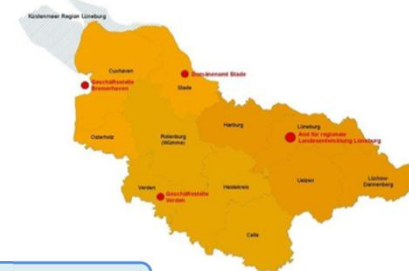 Küstenmeer Region Lüneburg
Cuxhaven
Domänenamt Stade
Geschäftsstelle
Bremerhaven
Stade
Osterholz
Rotenburg
(Wümme)
Harburg
Lüneburg
Amt für regionale
Landesentwicklung Lüneburg
Verden
Geschäftsstelle
Verden
Heidekreis
Uelzen
Lüchow-
Dannenberg
Celle